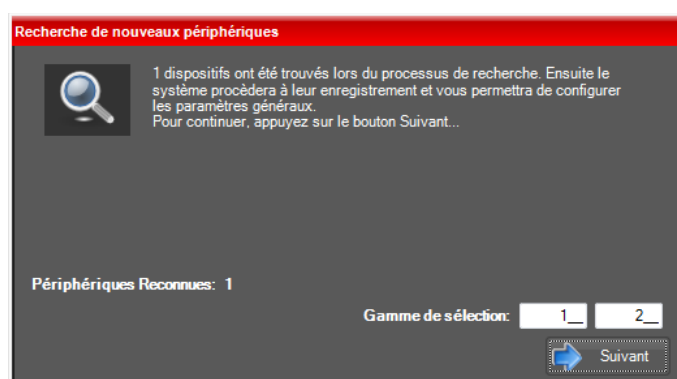 Recherche de nouveaux périphériques
1 dispositifs ont été trouvés lors du processus de recherche. Ensuite le
système procèdera à leur enregistrement et vous permettra de configurer
les paramètres généraux.
Pour continuer, appuyez sur le bouton Suivant...
Périphériques Reconnues: 1
Gamme de sélection: 1__ 2__
Suivant